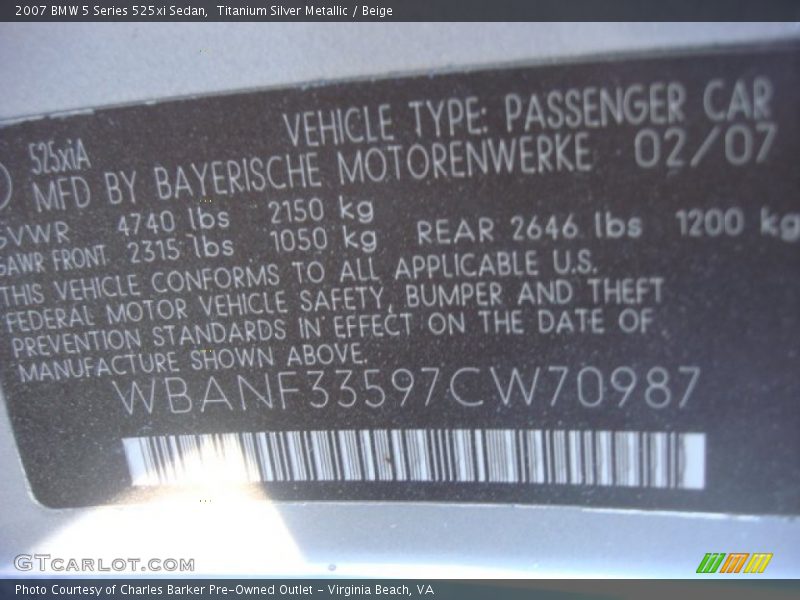 2007 BMW 5 Series 525xi Sedan,  Titanium Silver Metallic / Beige
525xiA
VEHICLE TYPE: PASSENGER CAR
MFD BY BAYERISCHE MOTORENWERKE 02/07
GVWR 4740 lbs 2150 kg
GAWR FRONT 2315 lbs 1050 kg REAR 2646 lbs 1200 kg
THIS VEHICLE CONFORMS TO ALL APPLICABLE U.S.
FEDERAL MOTOR VEHICLE SAFETY, BUMPER AND THEFT
PREVENTION STANDARDS IN EFFECT ON THE DATE OF
MANUFACTURE SHOWN ABOVE.
WBANF33597CW70987
GTCARLOT.COM
Photo Courtesy of Charles Barker Pre-Owned Outlet - Virginia Beach, VA